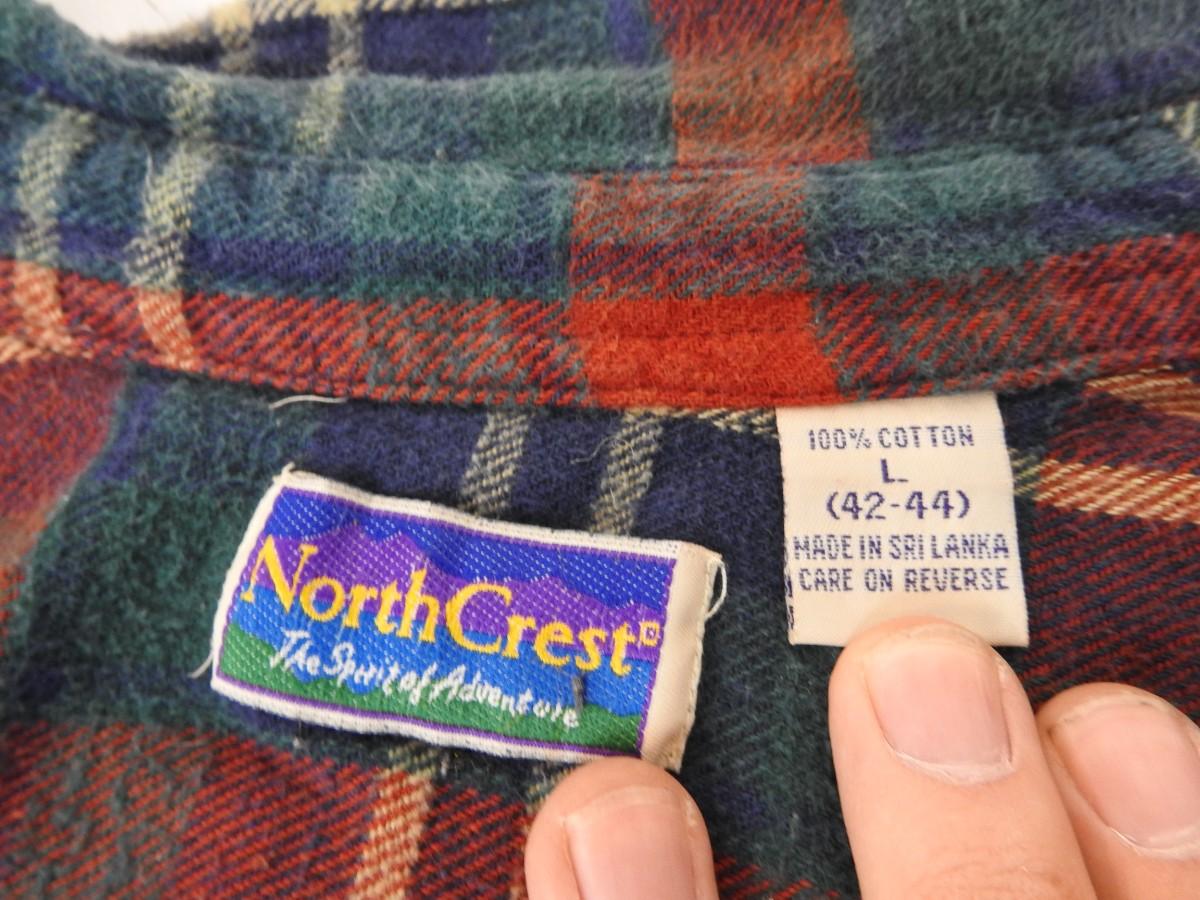 NorthCrest
The Spirit of Adventure
100% COTTON
L
(42-44)
MADE IN SRI LANKA
CARE ON REVERSE